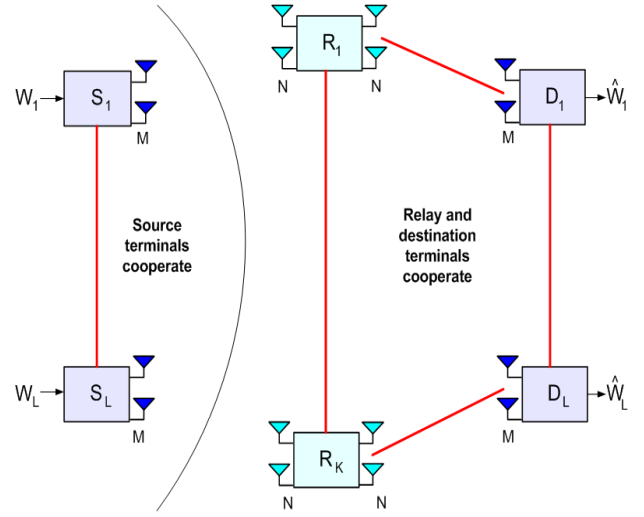 R1
N
N
W1
S1
M
D1
Ŵ1
M
Source
terminals
cooperate
Relay and
destination
terminals
cooperate
WL
SL
M
DL
ŴL
M
RK
N
N